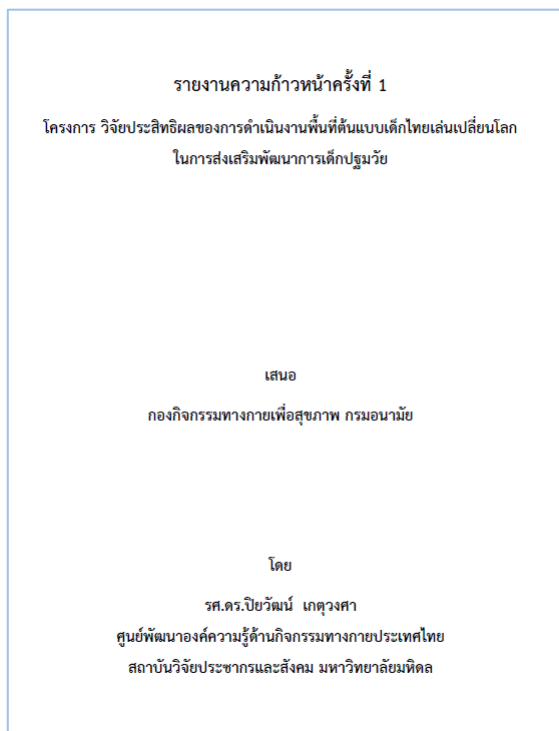 รายงานความก้าวหน้าครั้งที่ 1
โครงการ วิจัยประสิทธิผลของการดำเนินงานพื้นที่ต้นแบบเด็กไทยเล่นเปลี่ยนโลก
ในการส่งเสริมพัฒนาการเด็กปฐมวัย
เสนอ
กองกิจกรรมทางกายเพื่อสุขภาพ กรมอนามัย
โดย
รศ.ดร.ปิยวัฒน์ เกตุวงศา
ศูนย์พัฒนาองค์ความรู้ด้านกิจกรรมทางกายประเทศไทย
สถาบันวิจัยประชากรและสังคม มหาวิทยาลัยมหิดล